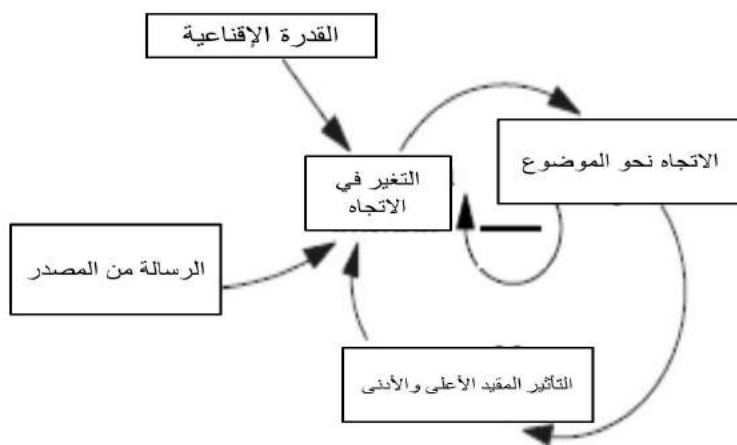 القدرة الإقناعية
الاتجاه نحو الموضوع
التغير في
الاتجاه
الرسالة من المصدر
التأثير المقيد الأعلى والأدنى